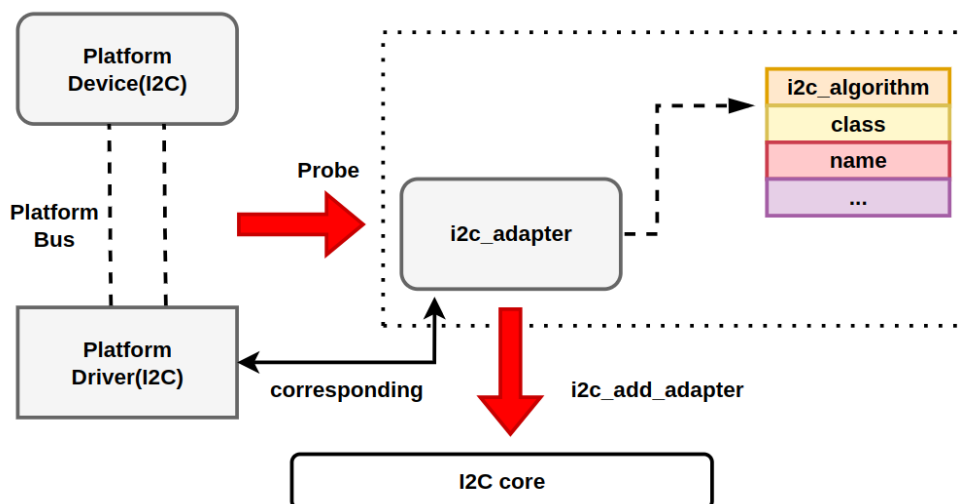 Platform
Device(I2C)
Probe
Platform
Bus
Platform
Driver(I2C)
corresponding
i2c_adapter
i2c_algorithm
class
name
...
i2c_add_adapter
I2C core